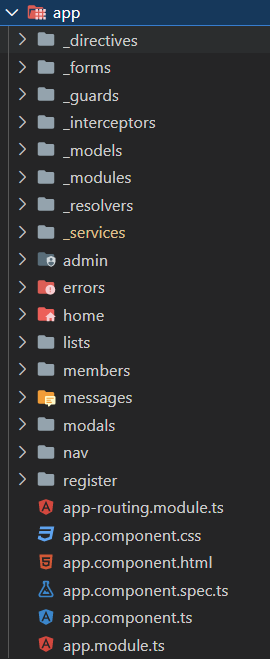 app
_directives
_forms
_guards
_interceptors
_models
_modules
_resolvers
_services
admin
errors
home
lists
members
messages
modals
nav
register
app-routing.module.ts
app.component.css
app.component.html
app.component.spec.ts
app.component.ts
app.module.ts